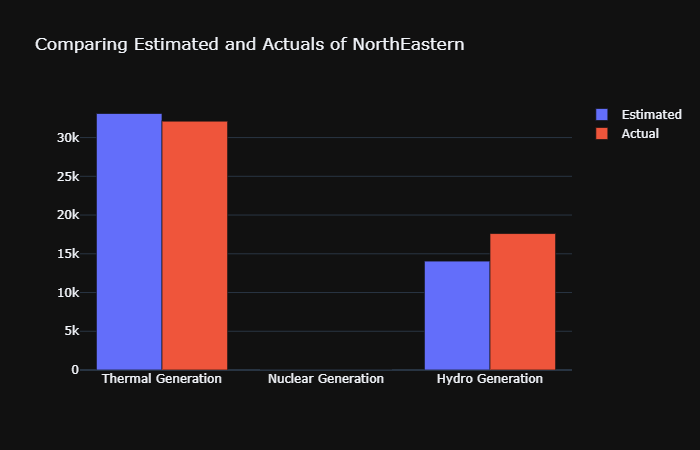 Comparing Estimated and Actuals of NorthEastern
Estimated
Actual
30k
25k
20k
15k
10k
5k
0
Thermal Generation
Nuclear Generation
Hydro Generation